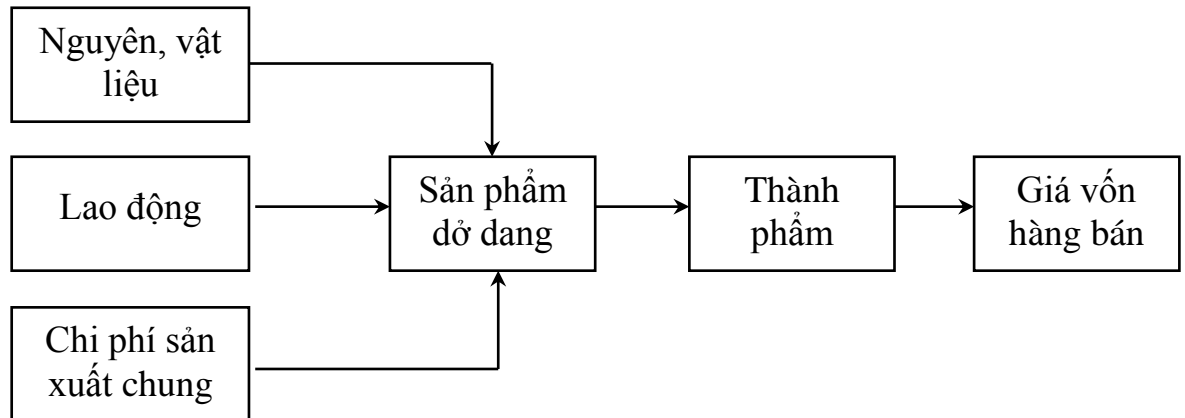 Nguyên, vật
liệu
Lao động
Sản phẩm
dở dang
Thành
phẩm
Giá vốn
hàng bán
Chi phí sản
xuất chung